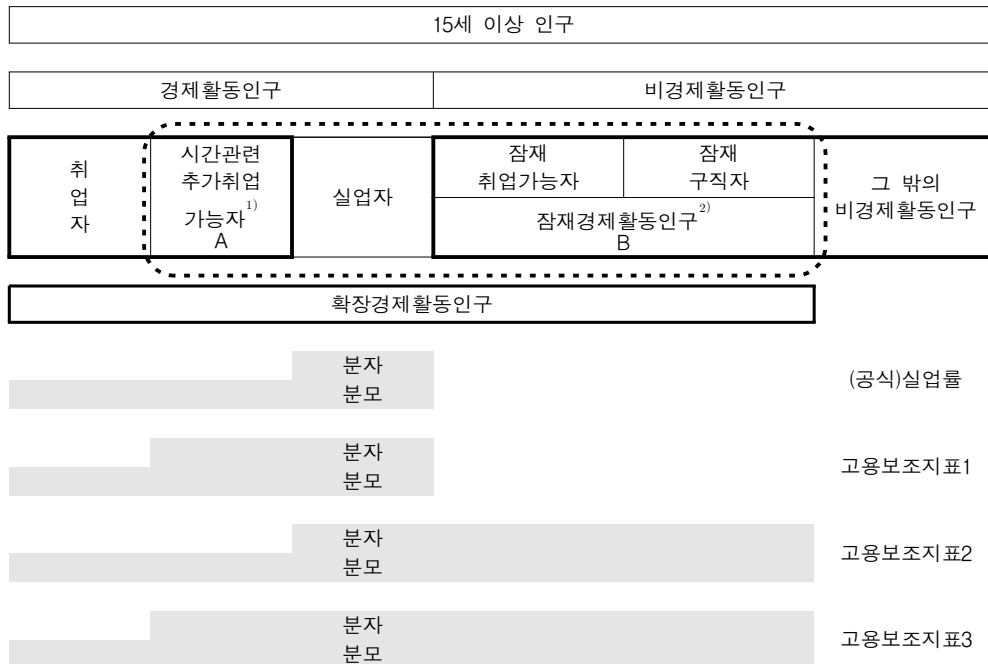 15세 이상 인구
경제활동인구
비경제활동인구
취
업
자
시간관련
추가취업
가능자1)
A
실업자
잠재
취업가능자
잠재
구직자
잠재경제활동인구2)
B
그 밖의
비경제활동인구
확장경제활동인구
분자
분모
(공식)실업률
분자
분모
고용보조지표1
분자
분모
고용보조지표2
분자
분모
고용보조지표3